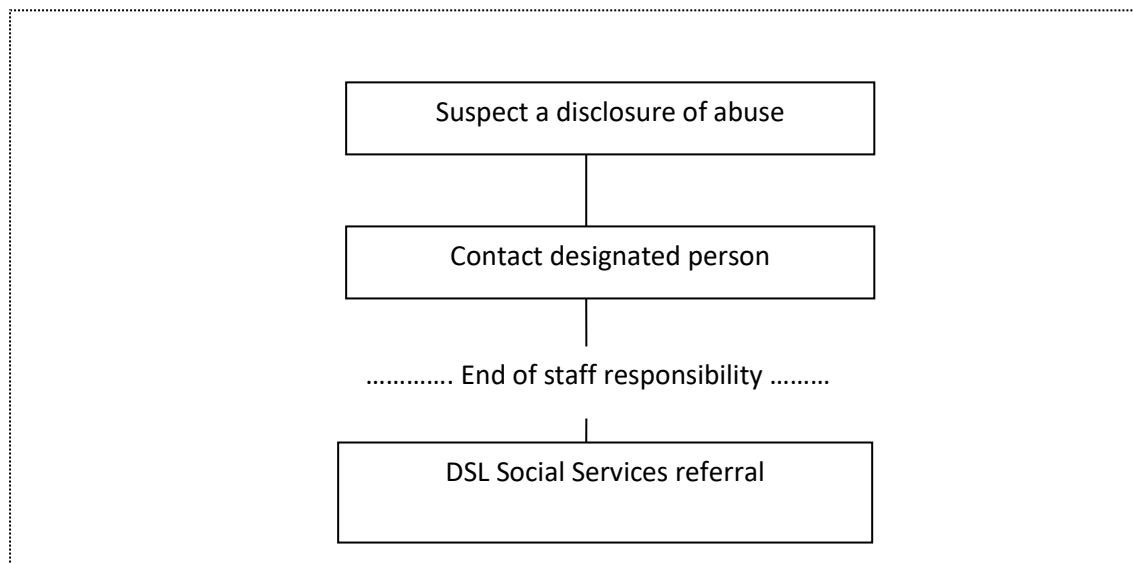 Suspect a disclosure of abuse
Contact designated person
…………. End of staff responsibility ………
DSL Social Services referral